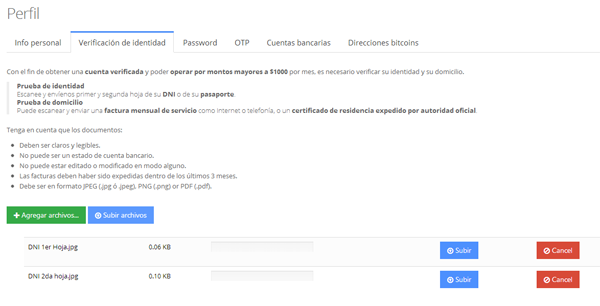 Perfil
Info personal Verificación de identidad Password OTP Cuentas bancarias Direcciones bitcoins
Con el fin de obtener una cuenta verificada y poder operar por montos mayores a $1000 por mes, es necesario verificar su identidad y su domicilio.
Prueba de identidad
Escanee y envíenos primer y segunda hoja de su DNI o de su pasaporte.
Prueba de domicilio
Puede escanear y enviar una factura mensual de servicio como internet o telefonía, o un certificado de residencia expedido por autoridad oficial.
Tenga en cuenta que los documentos:
• Deben ser claros y legibles.
• No puede ser un estado de cuenta bancario.
• No puede estar editado o modificado en modo alguno.
• Las facturas deben haber sido expedidas dentro de los últimos 3 meses.
• Debe ser en formato JPEG (.jpg ó .jpeg), PNG (.png) or PDF (.pdf).
Agregar archivos... Subir archivos
DNI 1er Hoja.jpg 0.06 KB Subir Cancel
DNI 2da hoja.jpg 0.10 KB Subir Cancel